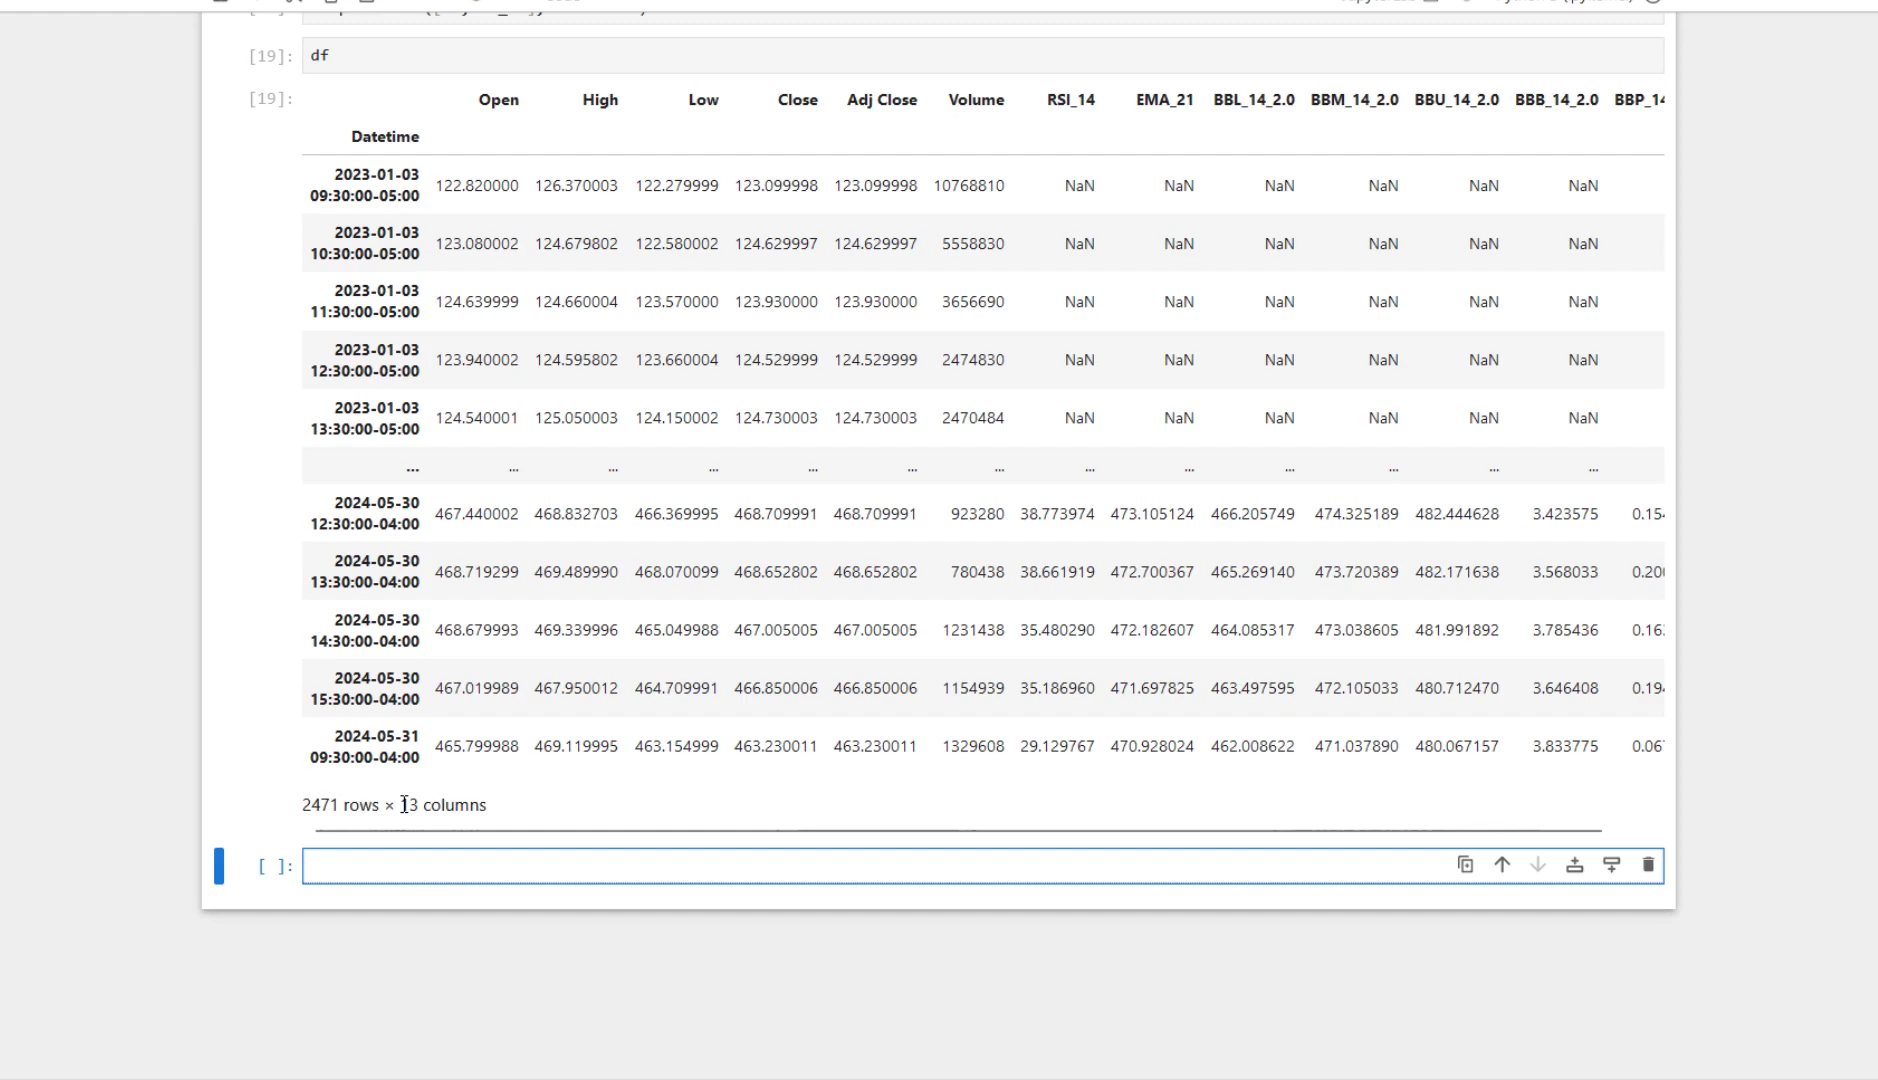 [19]: df
[19]: Open High Low Close Adj Close Volume RSI_14 EMA_21 BBL_14_2.0 BBM_14_2.0 BBU_14_2.0 BBB_14_2.0 BBP_14
Datetime
2023-01-03
09:30:00-05:00 122.820000 126.370003 122.279999 123.099998 123.099998 10768810 NaN NaN NaN NaN NaN NaN
2023-01-03
10:30:00-05:00 123.080002 124.679802 122.580002 124.629997 124.629997 5558830 NaN NaN NaN NaN NaN NaN
2023-01-03
11:30:00-05:00 124.639999 124.660004 123.570000 123.930000 123.930000 3656690 NaN NaN NaN NaN NaN NaN
2023-01-03
12:30:00-05:00 123.940002 124.595802 123.660004 124.529999 124.529999 2474830 NaN NaN NaN NaN NaN NaN
2023-01-03
13:30:00-05:00 124.540001 125.050003 124.150002 124.730003 124.730003 2470484 NaN NaN NaN NaN NaN NaN
... ... ... ... ... ... ... ... ... ... ... ... ...
2024-05-30
12:30:00-04:00 467.440002 468.832703 466.369995 468.709991 468.709991 923280 38.773974 473.105124 466.205749 474.325189 482.444628 3.423575 0.154
2024-05-30
13:30:00-04:00 468.719299 469.489990 468.070099 468.652802 468.652802 780438 38.661919 472.700367 465.269140 473.720389 482.171638 3.568033 0.20
2024-05-30
14:30:00-04:00 468.679993 469.339996 465.049988 467.005005 467.005005 1231438 35.480290 472.182607 464.085317 473.038605 481.991892 3.785436 0.16
2024-05-30
15:30:00-04:00 467.019989 467.950012 464.709991 466.850006 466.850006 1154939 35.186960 471.697825 463.497595 472.105033 480.712470 3.646408 0.19
2024-05-31
09:30:00-04:00 465.799988 469.119995 463.154999 463.230011 463.230011 1329608 29.129767 470.928024 462.008622 471.037890 480.067157 3.833775 0.06
2471 rows × 13 columns
[ ]: